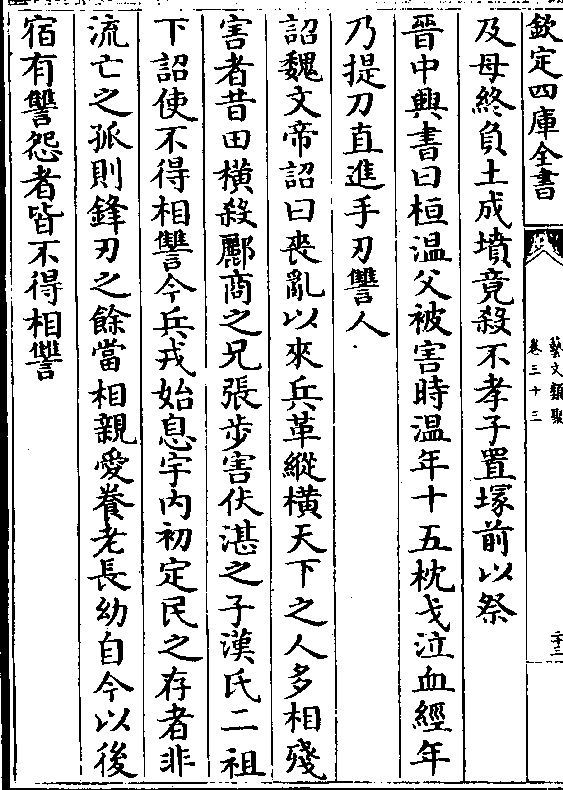 欽定四庫全書
藝文類聚
卷三十三
二十三
及母終負土成墳竟殺不孝子置塚前以祭
晉中興書曰桓温父被害時温年十五枕戈泣血經年
乃提刀直進手刃讐人
詔魏文帝詔曰喪亂以來兵革縱橫天下之人多相殘
害者昔田橫殺酈商之兄張步害伏湛之子漢氏二祖
下詔使不得相讐今兵戎始息宇内初定民之存者非
流亡之孤則鋒刃之餘當相親愛養老長幼自今以後
宿有讐怨者皆不得相讐